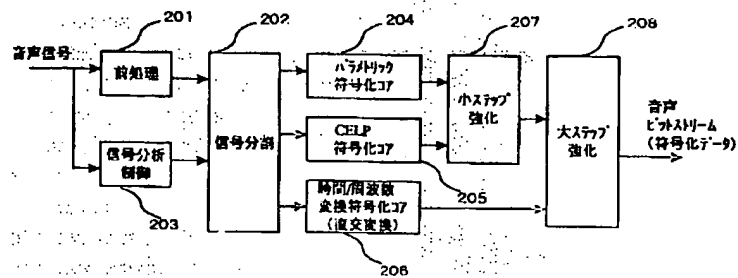 201
202
204
207
208
音声信号
前処理
信号分割
パラメトリック
符号化コア
小ステップ
強化
大ステップ
強化
音声
ビットストリーム
(符号化データ)
CELP
符号化コア
205
信号分析
制御
203
時間/周波数
変換符号化コア
(直交変換)
206